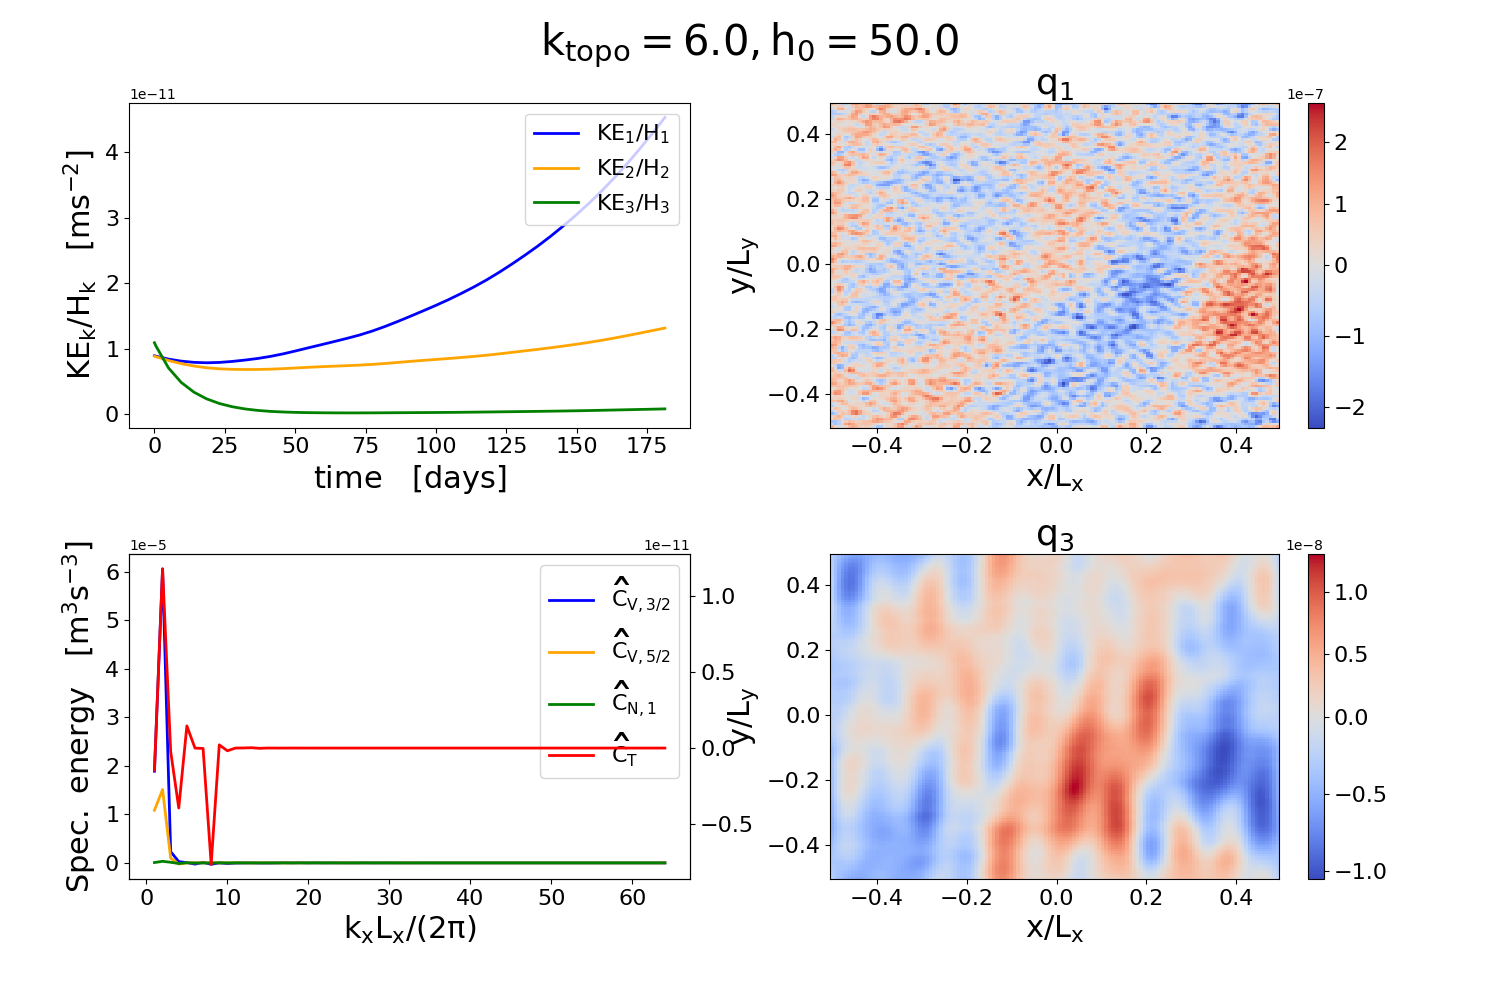 k_topo = 6.0, h_0 = 50.0
1e−11
KE_k/H_k [ms^−2]
4
3
2
1
0
KE_1/H_1
KE_2/H_2
KE_3/H_3
0 25 50 75 100 125 150 175
time [days]
q_1
1e−7
y/L_y
0.4
0.2
0.0
−0.2
−0.4
−0.4 −0.2 0.0 0.2 0.4
x/L_x
2
1
0
−1
−2
1e−5
1e−11
Spec. energy [m^3s^−3]
6
5
4
3
2
1
0
Ĉ_V, 3/2
Ĉ_V, 5/2
Ĉ_N, 1
Ĉ_T
1.0
0.5
0.0
−0.5
0 10 20 30 40 50 60
k_xL_x/(2π)
q_3
1e−8
y/L_y
0.4
0.2
0.0
−0.2
−0.4
−0.4 −0.2 0.0 0.2 0.4
x/L_x
1.0
0.5
0.0
−0.5
−1.0